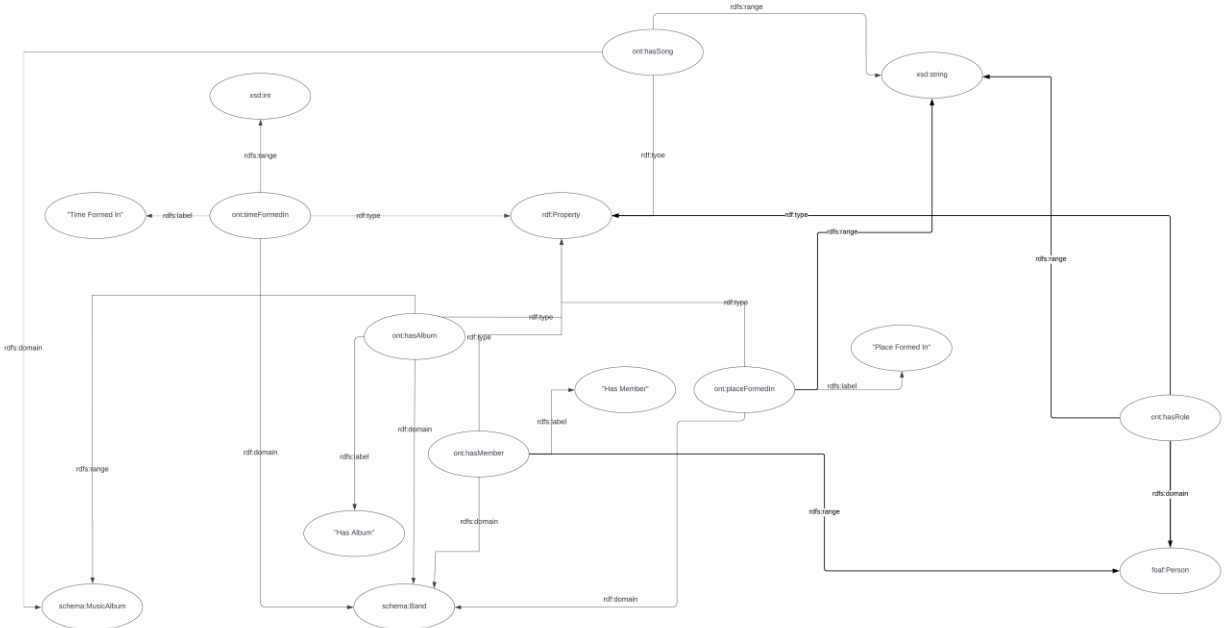 rdfs:range
ont:hasSong
xsd:string
xsd:int
rdfs:range
rdf:tyoe
"Time Formed In"
rdfs:label
ont:timeFormedIn
rdf:type
rdf:Property
rdf:type
rdfs:range
rdfs:range
rdf:type
rdf:type
rdfs:domain
ont:hasAlbum
rdf:type
"Place Formed In"
ont:placeFormedIn
rdfs:label
"Has Member"
rdfs:label
ont:hasRole
rdf:domain
rdf:domain
ont:hasMember
rdfs:label
rdfs:range
rdfs:domain
rdfs:range
rdfs:domain
"Has Album"
foaf:Person
rdf:domain
schema:MusicAlbum
schema:Band